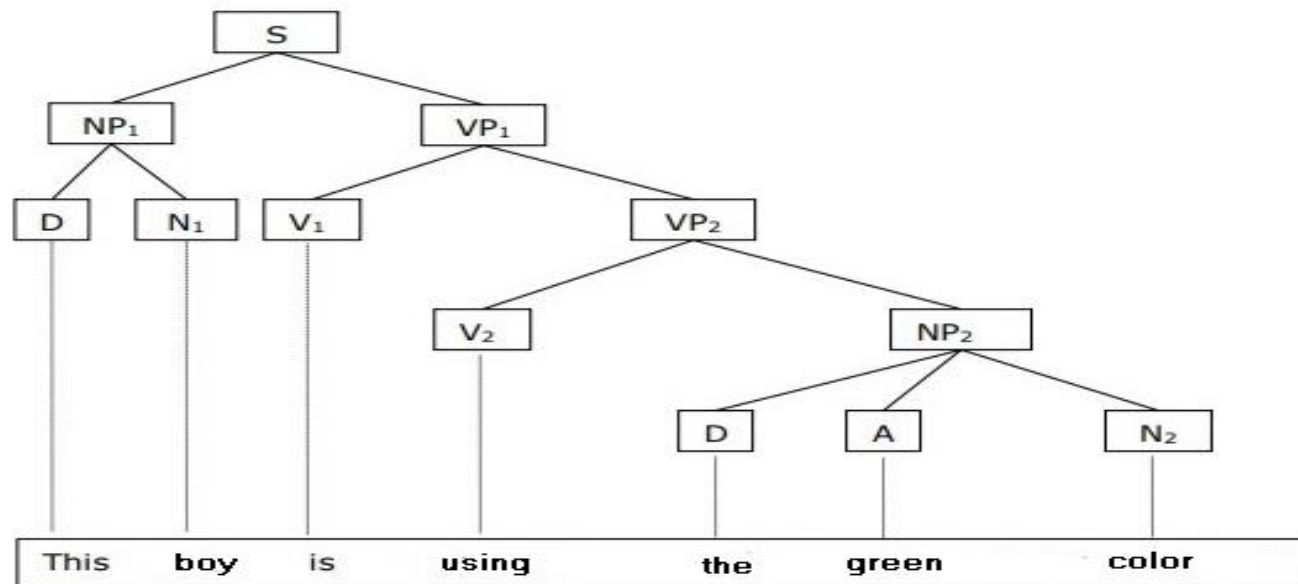 S
NP₁ VP₁
D N₁ V₁ VP₂
V₂ NP₂
D A N₂
This boy is using the green color